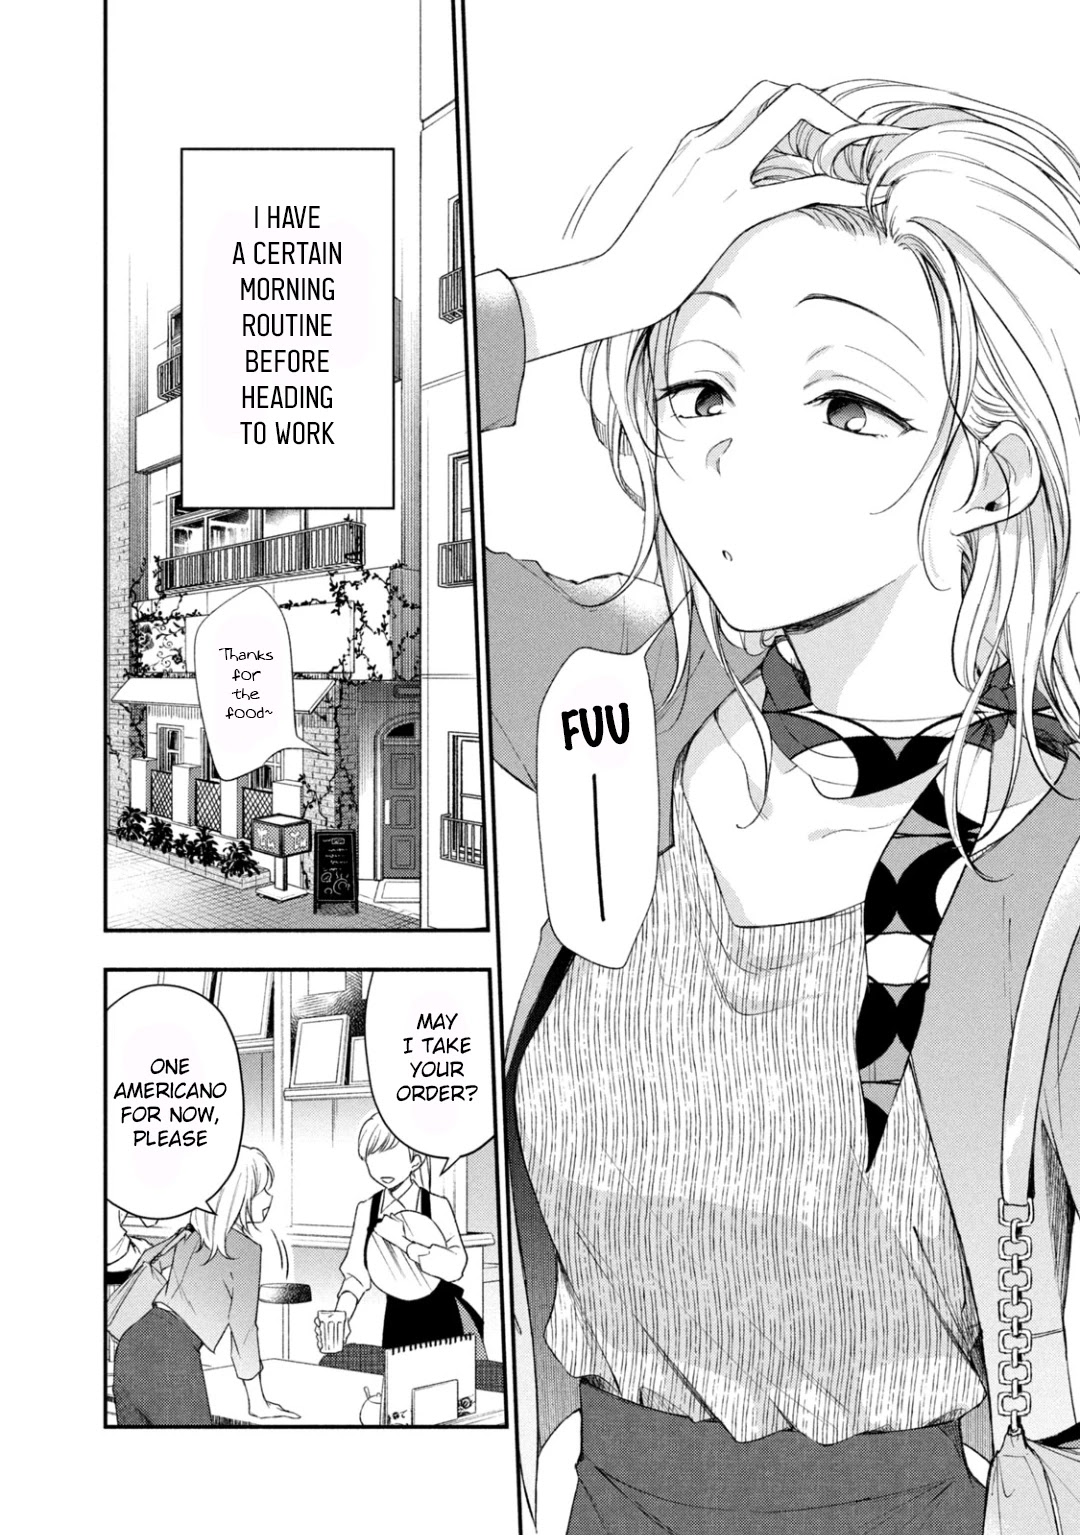 FUU
I HAVE
A CERTAIN
MORNING
ROUTINE
BEFORE
HEADING
TO WORK
Thanks
for
the
food~
MAY
I TAKE
YOUR
ORDER?
ONE
AMERICANO
FOR NOW,
PLEASE